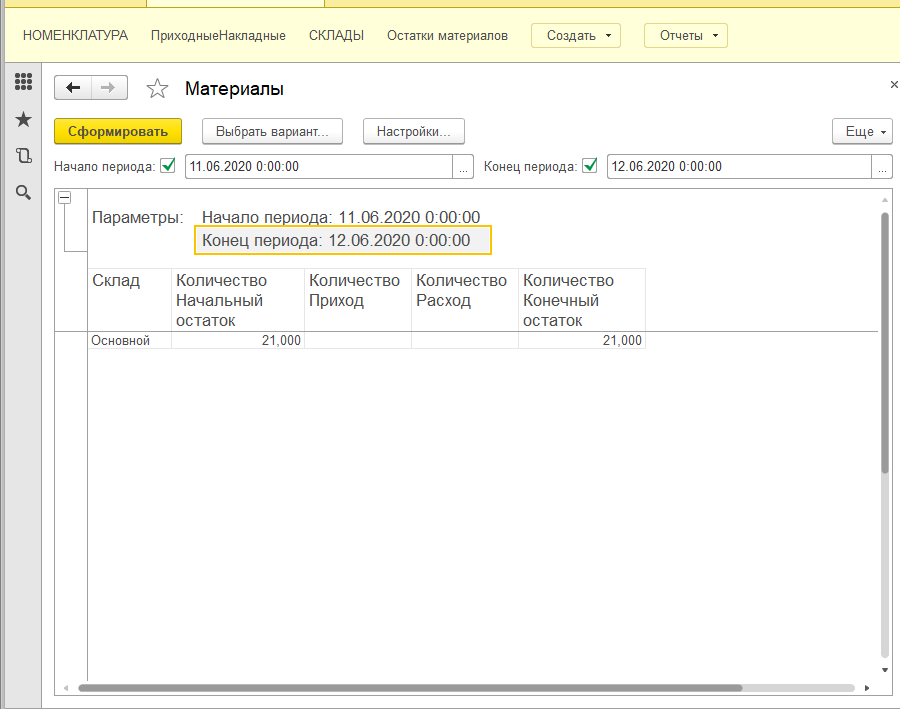 НОМЕНКЛАТУРА ПриходныеНакладные СКЛАДЫ Остатки материалов Создать Отчеты
Материалы
Сформировать Выбрать вариант... Настройки... Еще
Начало периода: 11.06.2020 0:00:00 ... Конец периода: 12.06.2020 0:00:00 ...
Параметры: Начало периода: 11.06.2020 0:00:00
Конец периода: 12.06.2020 0:00:00
Склад Количество Количество Количество Количество
Начальный Приход Расход Конечный
остаток остаток
Основной 21,000 21,000